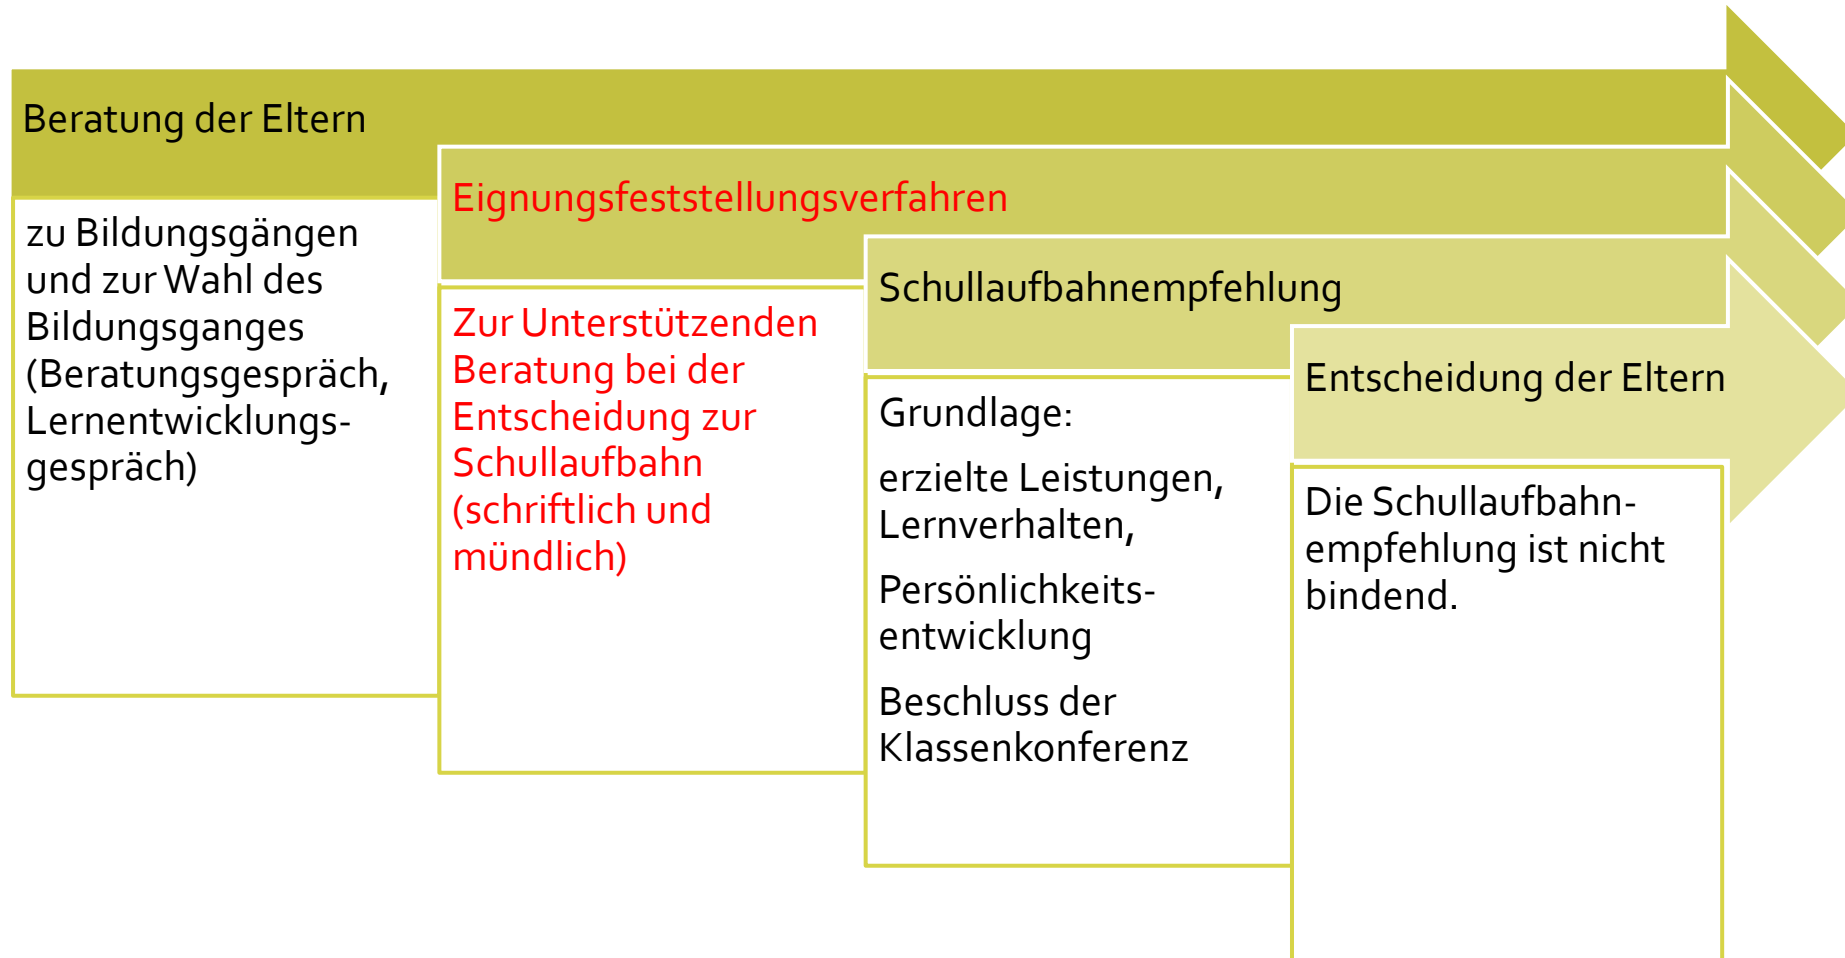 Beratung der Eltern
zu Bildungsgängen
und zur Wahl des
Bildungsganges
(Beratungsgespräch,
Lernentwicklungs-
gespräch)
Eignungsfeststellungsverfahren
Zur Unterstützenden
Beratung bei der
Entscheidung zur
Schullaufbahn
(schriftlich und
mündlich)
Schullaufbahnempfehlung
Grundlage:
erzielte Leistungen,
Lernverhalten,
Persönlichkeits-
entwicklung
Beschluss der
Klassenkonferenz
Entscheidung der Eltern
Die Schullaufbahn-
empfehlung ist nicht
bindend.